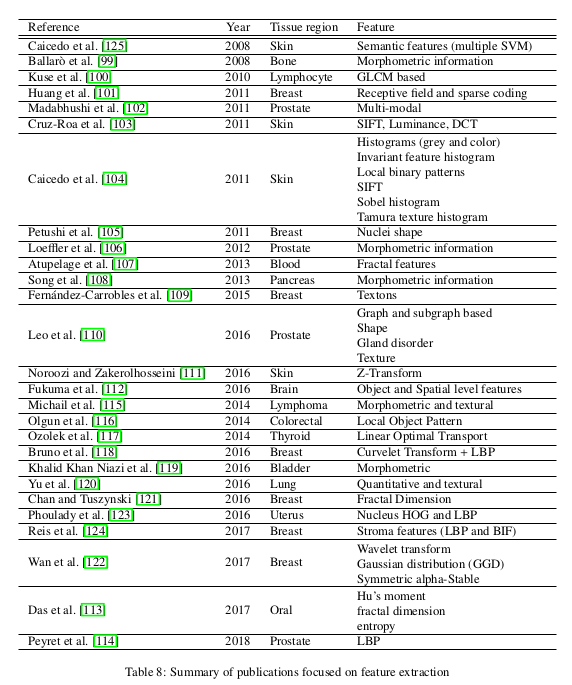 Reference Year Tissue region Feature
Caicedo et al. [125] 2008 Skin Semantic features (multiple SVM)
Ballarò et al. [99] 2008 Bone Morphometric information
Kuse et al. [100] 2010 Lymphocyte GLCM based
Huang et al. [101] 2011 Breast Receptive field and sparse coding
Madabhushi et al. [102] 2011 Prostate Multi-modal
Cruz-Roa et al. [103] 2011 Skin SIFT, Luminance, DCT
Histograms (grey and color)
Invariant feature histogram
Local binary patterns
Caicedo et al. [104] 2011 Skin
SIFT
Sobel histogram
Tamura texture histogram
Petushi et al. [105] 2011 Breast Nuclei shape
Loeffler et al. [106] 2012 Prostate Morphometric information
Atupelage et al. [107] 2013 Blood Fractal features
Song et al. [108] 2013 Pancreas Morphometric information
Fernández-Carrobles et al. [109] 2015 Breast Textons
Graph and subgraph based
Shape
Leo et al. [110] 2016 Prostate
Gland disorder
Texture
Noroozi and Zakerolhosseini [111] 2016 Skin Z-Transform
Fukuma et al. [112] 2016 Brain Object and Spatial level features
Michail et al. [115] 2014 Lymphoma Morphometric and textural
Olgun et al. [116] 2014 Colorectal Local Object Pattern
Ozolek et al. [117] 2014 Thyroid Linear Optimal Transport
Bruno et al. [118] 2016 Breast Curvelet Transform + LBP
Khalid Khan Niazi et al. [119] 2016 Bladder Morphometric
Yu et al. [120] 2016 Lung Quantitative and textural
Chan and Tuszynski [121] 2016 Breast Fractal Dimension
Phoulady et al. [123] 2016 Uterus Nucleus HOG and LBP
Reis et al. [124] 2017 Breast Stroma features (LBP and BIF)
Wavelet transform
Wan et al. [122] 2017 Breast Gaussian distribution (GGD)
Symmetric alpha-Stable
Hu's moment
Das et al. [113] 2017 Oral fractal dimension
entropy
Peyret et al. [114] 2018 Prostate LBP
Table 8: Summary of publications focused on feature extraction